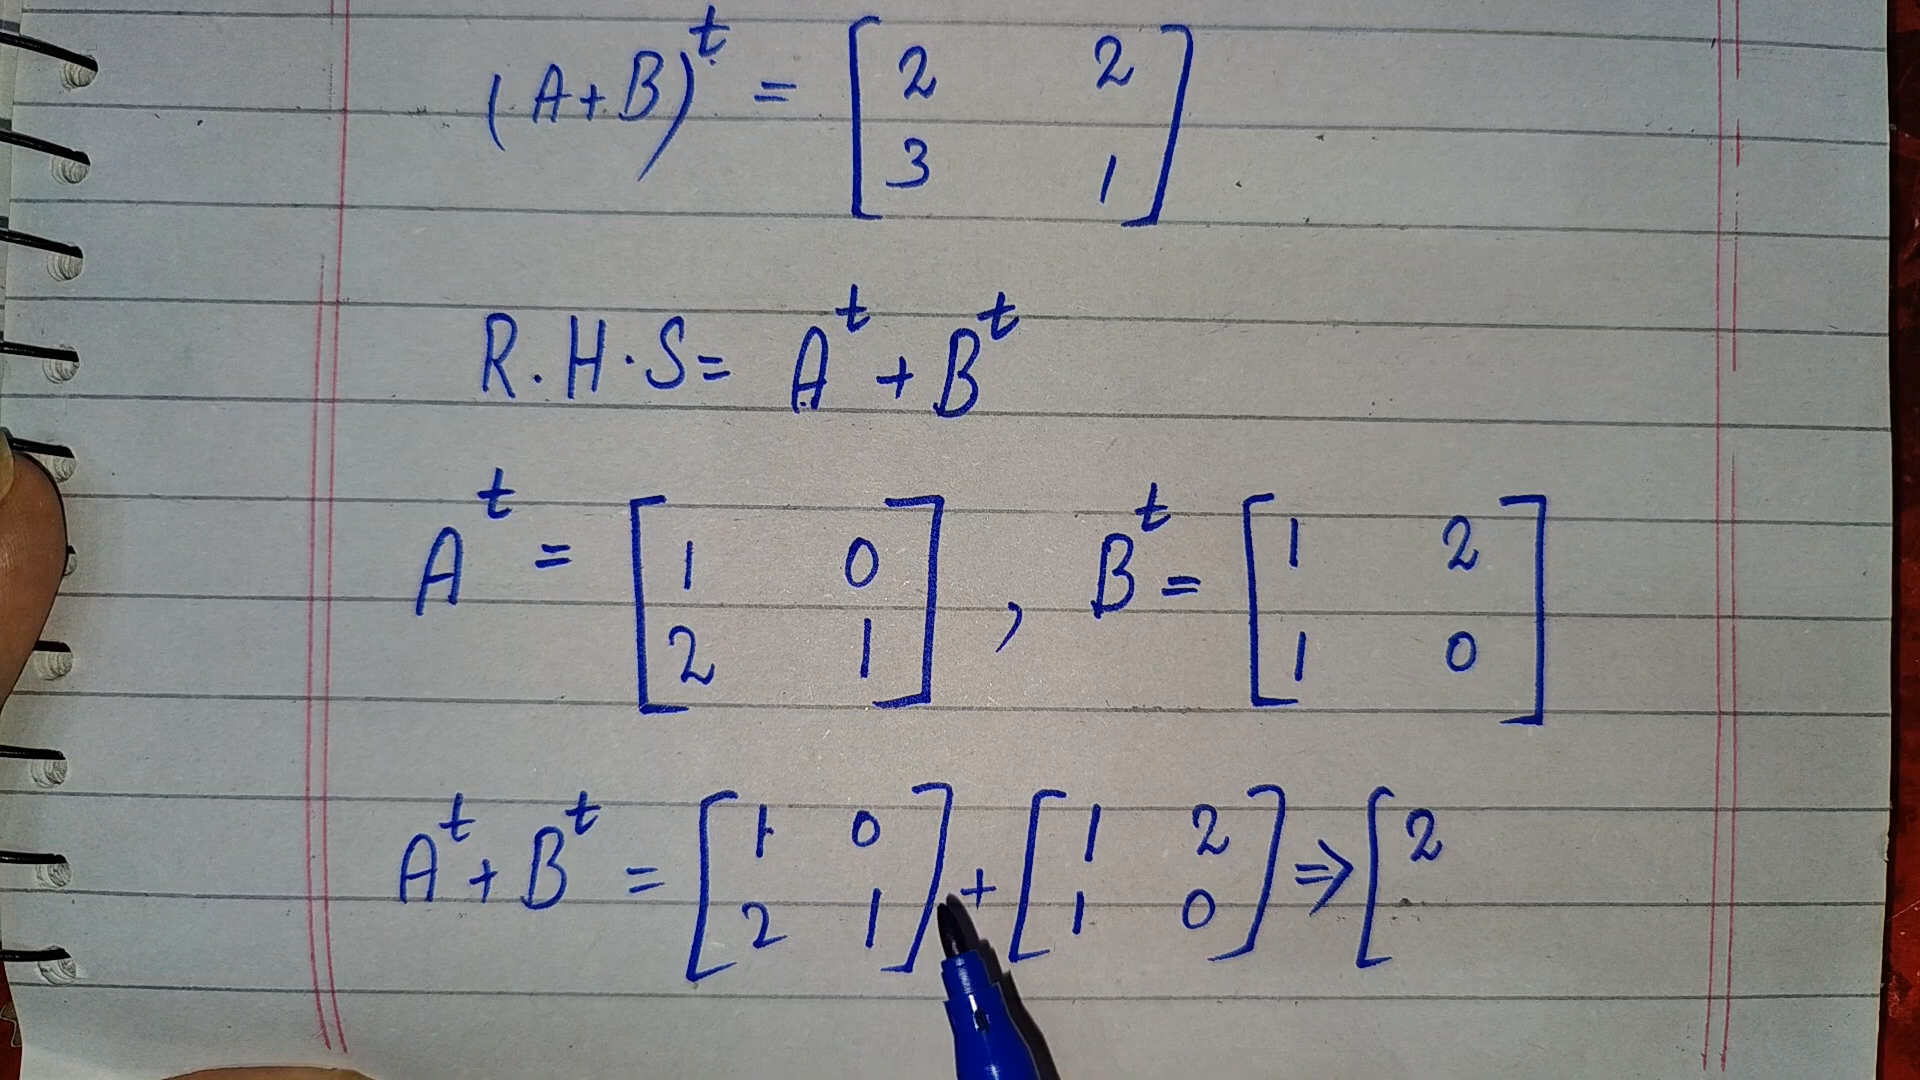 (A+B)^t = [2 2
3 1]
R.H.S = A^t + B^t
A^t = [1 0
2 1] , B^t = [1 2
1 0]
A^t + B^t = [1 0
2 1] + [1 2
1 0] ⇒ [2